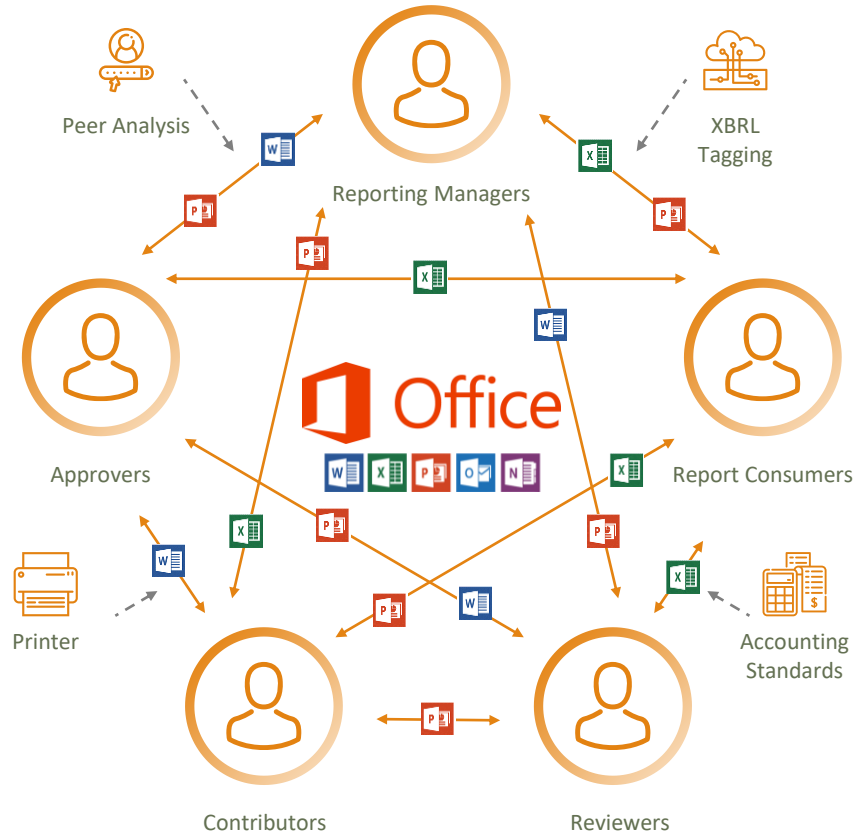 Peer Analysis
XBRL
Tagging
Reporting Managers
W
X
P
P
P
X
W
Office
W X P O N
Approvers
Report Consumers
X
P
P
W
X
W
X
Printer
P
W
Accounting
Standards
P
Contributors
Reviewers
$